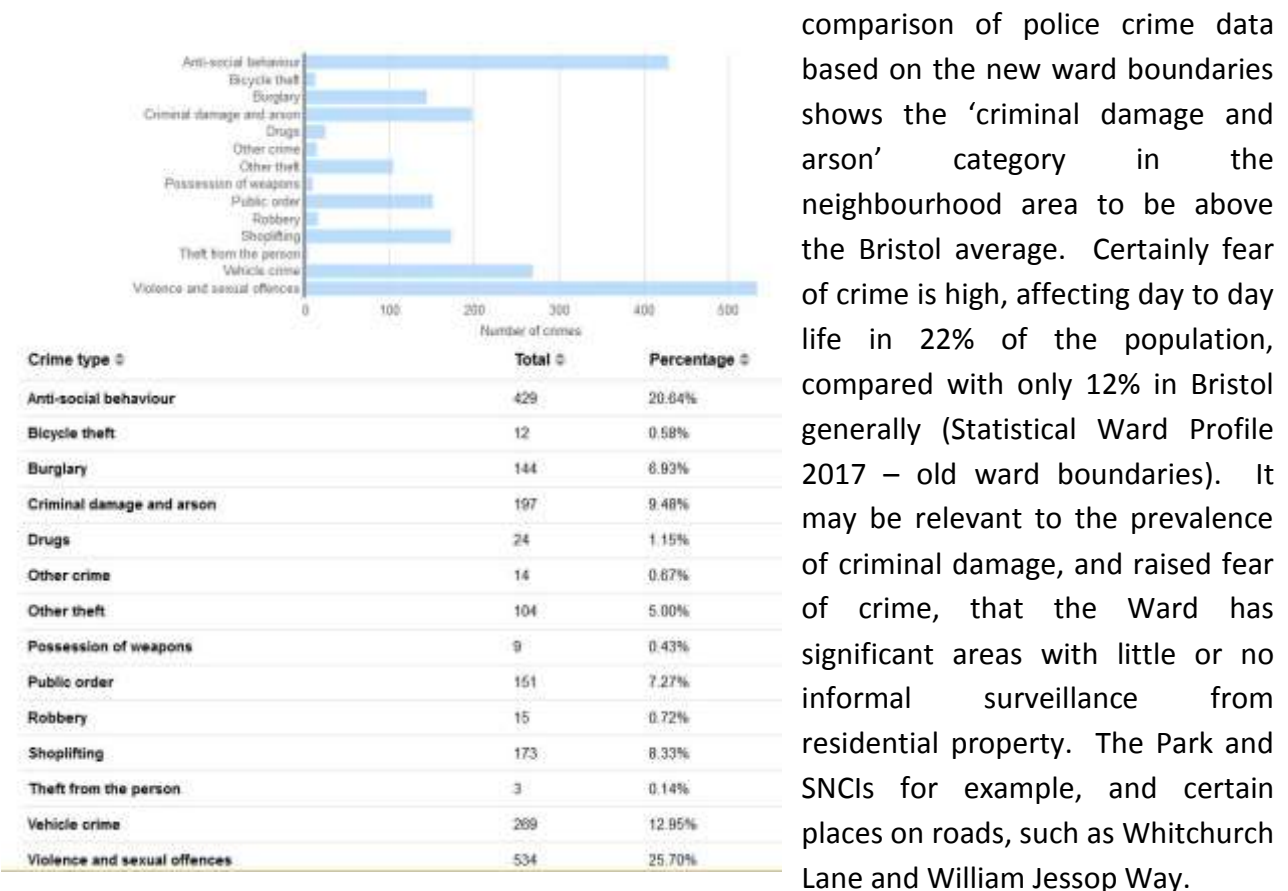 Anti-social behaviour
Bicycle theft
Burglary
Criminal damage and arson
Drugs
Other crime
Other theft
Possession of weapons
Public order
Robbery
Shoplifting
Theft from the person
Vehicle crime
Violence and sexual offences
0 100 200 300 400 500
Number of crimes
Crime type Total Percentage
Anti-social behaviour 429 20.64%
Bicycle theft 12 0.58%
Burglary 144 6.93%
Criminal damage and arson 197 9.48%
Drugs 24 1.15%
Other crime 14 0.67%
Other theft 104 5.00%
Possession of weapons 9 0.43%
Public order 151 7.27%
Robbery 15 0.72%
Shoplifting 173 8.33%
Theft from the person 3 0.14%
Vehicle crime 269 12.95%
Violence and sexual offences 534 25.70%
comparison of police crime data
based on the new ward boundaries
shows the ‘criminal damage and
arson’ category in the
neighbourhood area to be above
the Bristol average. Certainly fear
of crime is high, affecting day to day
life in 22% of the population,
compared with only 12% in Bristol
generally (Statistical Ward Profile
2017 – old ward boundaries). It
may be relevant to the prevalence
of criminal damage, and raised fear
of crime, that the Ward has
significant areas with little or no
informal surveillance from
residential property. The Park and
SNCIs for example, and certain
places on roads, such as Whitchurch
Lane and William Jessop Way.